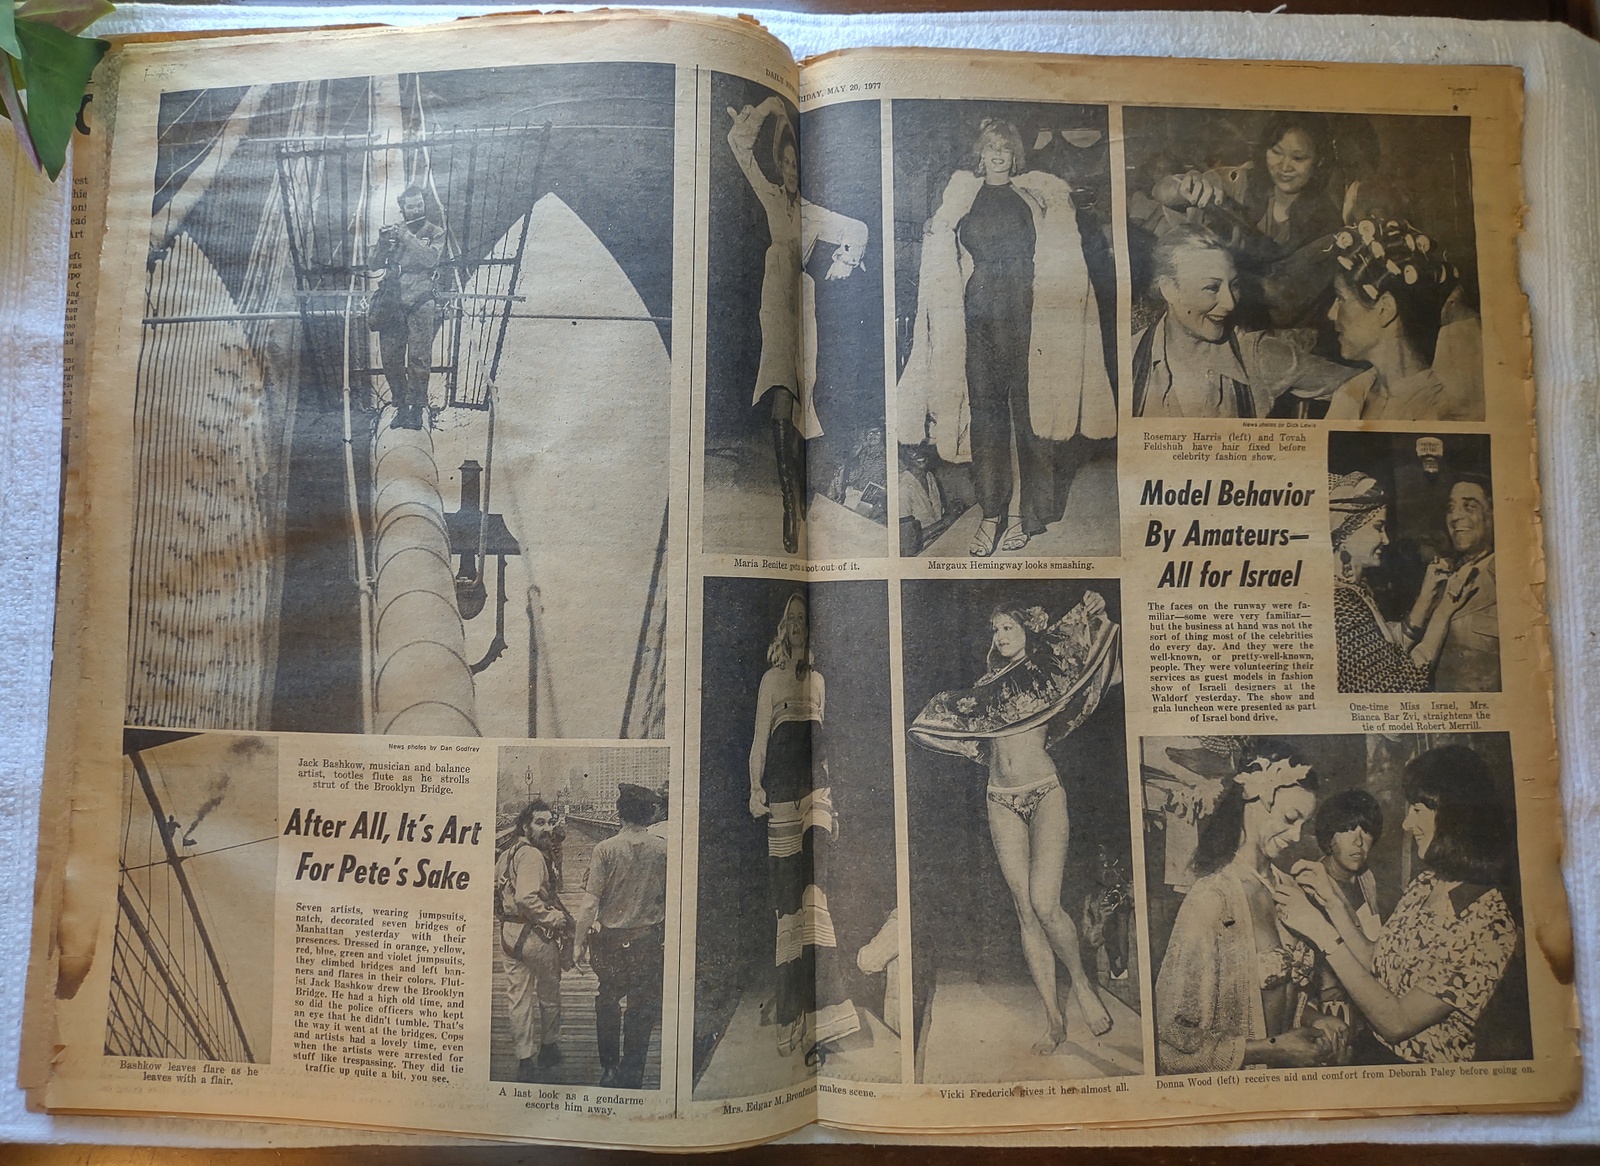 DAILY
FRIDAY, MAY 20, 1977
News photos by Dan Godfrey
Jack Bashkow, musician and balance
artist, tootles flute as he strolls
strut of the Brooklyn Bridge.
After All, It's Art
For Pete's Sake
Seven artists, wearing jumpsuits,
natch, decorated seven bridges of
Manhattan yesterday with their
presences. Dressed in orange, yellow,
red, blue, green and violet jumpsuits,
they climbed bridges and left ban-
ners and flares in their colors. Flut-
ist Jack Bashkow drew the Brooklyn
Bridge. He had a high old time, and
so did the police officers who kept
an eye that he didn't tumble. That's
the way it went at the bridges. Cops
and artists had a lovely time, even
when the artists were arrested for
stuff like trespassing. They did tie
traffic up quite a bit, you see.
Bashkow leaves flare as he
leaves with a flair.
A last look as a gendarme
escorts him away.
Maria Benitez gets a boot out of it.
Margaux Hemingway looks smashing.
Mrs. Edgar M. Bronfman makes scene.
Vicki Frederick gives it her almost all.
News photos by Dick Lewis
Rosemary Harris (left) and Tovah
Feldshuh have hair fixed before
celebrity fashion show.
Model Behavior
By Amateurs—
All for Israel
The faces on the runway were fa-
miliar—some were very familiar—
but the business at hand was not the
sort of thing most of the celebrities
do every day. And they were the
well-known, or pretty-well-known,
people. They were volunteering their
services as guest models in fashion
show of Israeli designers at the
Waldorf yesterday. The show and
gala luncheon were presented as part
of Israel bond drive.
One-time Miss Israel, Mrs.
Bianca Bar Zvi, straightens the
tie of model Robert Merrill.
Donna Wood (left) receives aid and comfort from Deborah Paley before going on.